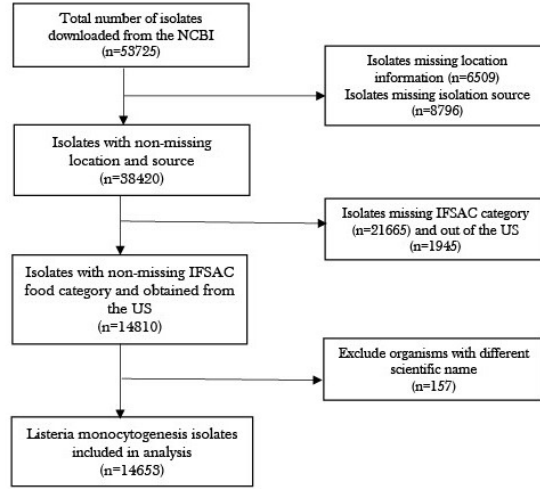 Total number of isolates
downloaded from the NCBI
(n=53725)
Isolates missing location
information (n=6509)
Isolates missing isolation source
(n=8796)
Isolates with non-missing
location and source
(n=38420)
Isolates missing IFSAC category
(n=21665) and out of the US
(n=1945)
Isolates with non-missing IFSAC
food category and obtained from
the US
(n=14810)
Exclude organisms with different
scientific name
(n=157)
Listeria monocytogenesis isolates
included in analysis
(n=14653)